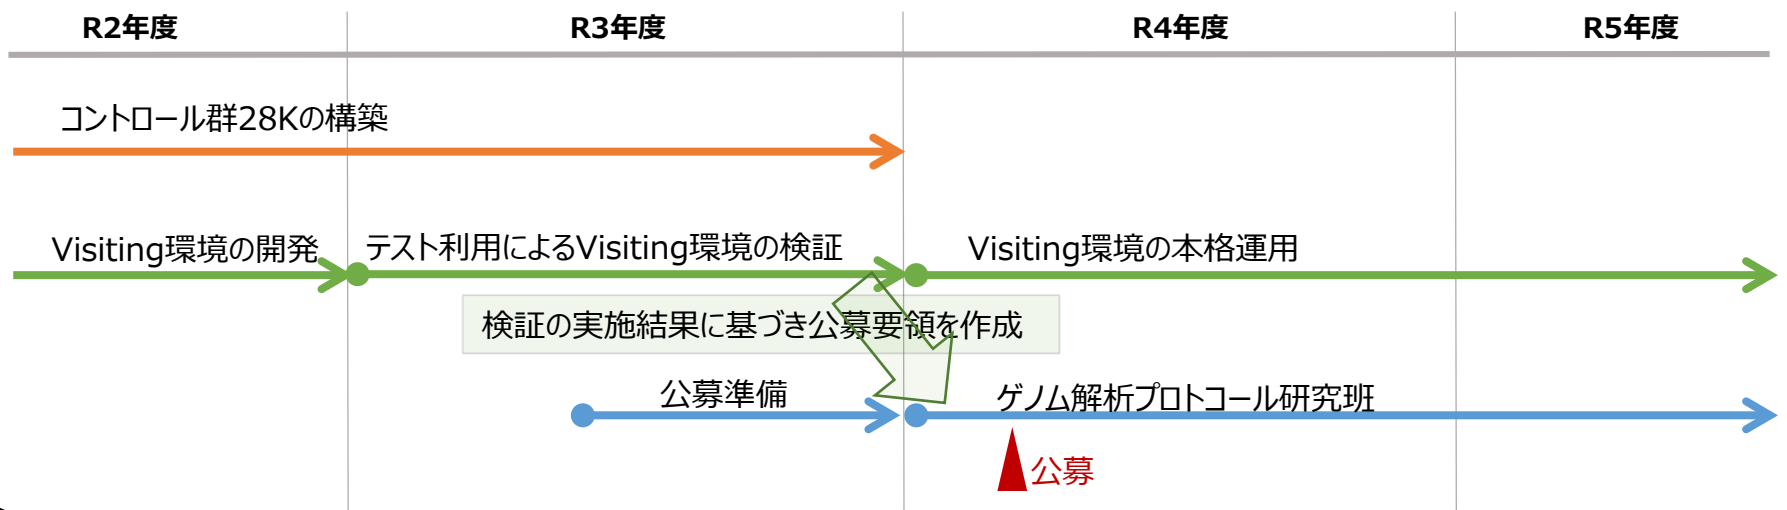 R2年度 R3年度 R4年度 R5年度
コントロール群28Kの構築
Visiting環境の開発 テスト利用によるVisiting環境の検証 Visiting環境の本格運用
検証の実施結果に基づき公募要領を作成
公募準備 ゲノム解析プロトコール研究班
公募